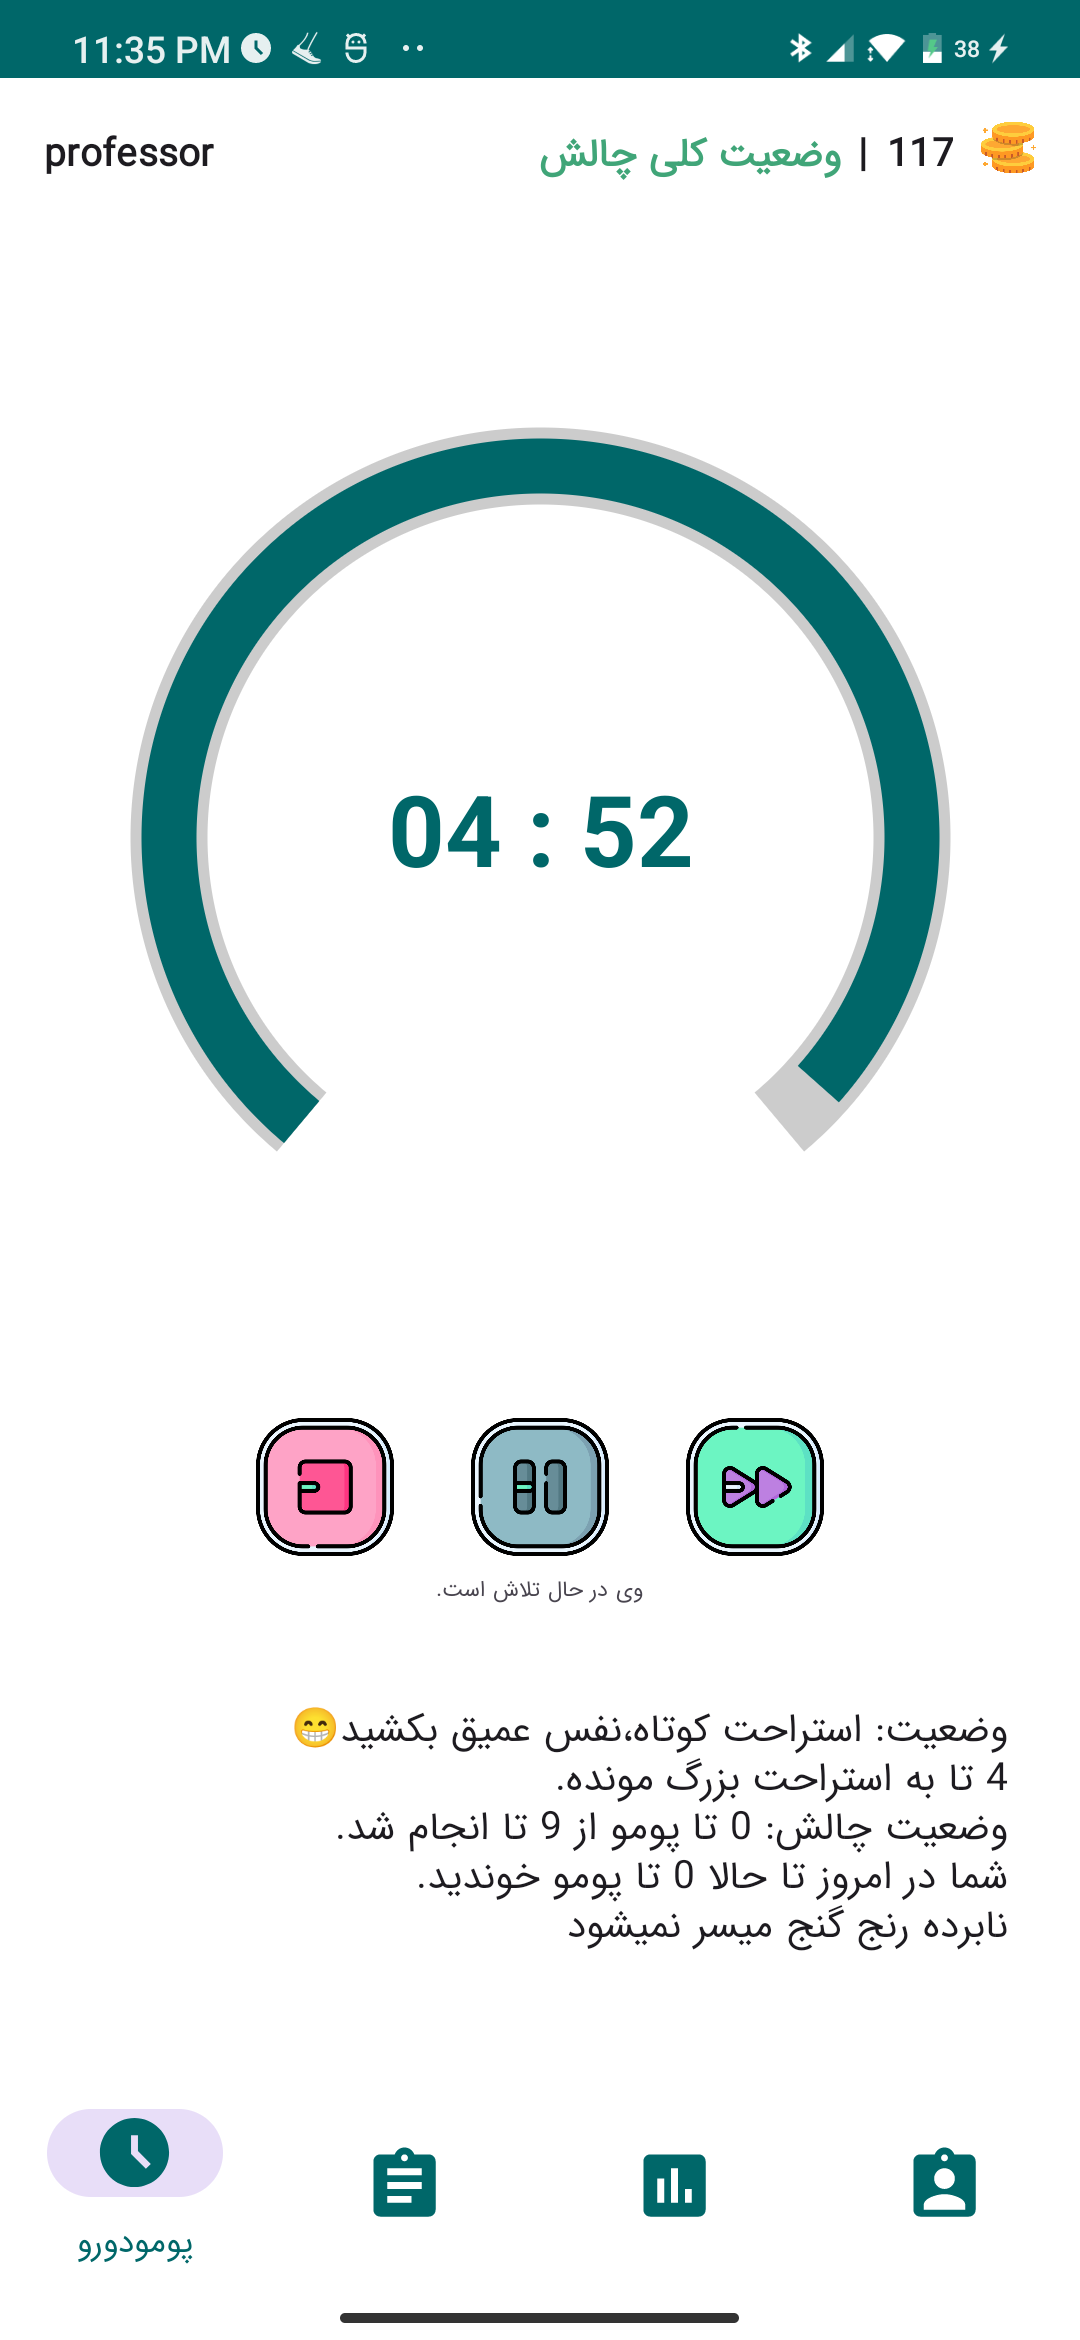 11:35 PM
38
professor
وضعیت کلی چالش | 117
04 : 52
وی در حال تلاش است.
وضعیت: استراحت کوتاه،نفس عمیق بکشید😁
4 تا به استراحت بزرگ مونده.
وضعیت چالش: 0 تا پومو از 9 تا انجام شد.
شما در امروز تا حالا 0 تا پومو خوندید.
نابرده رنج گنج میسر نمیشود
پومودورو